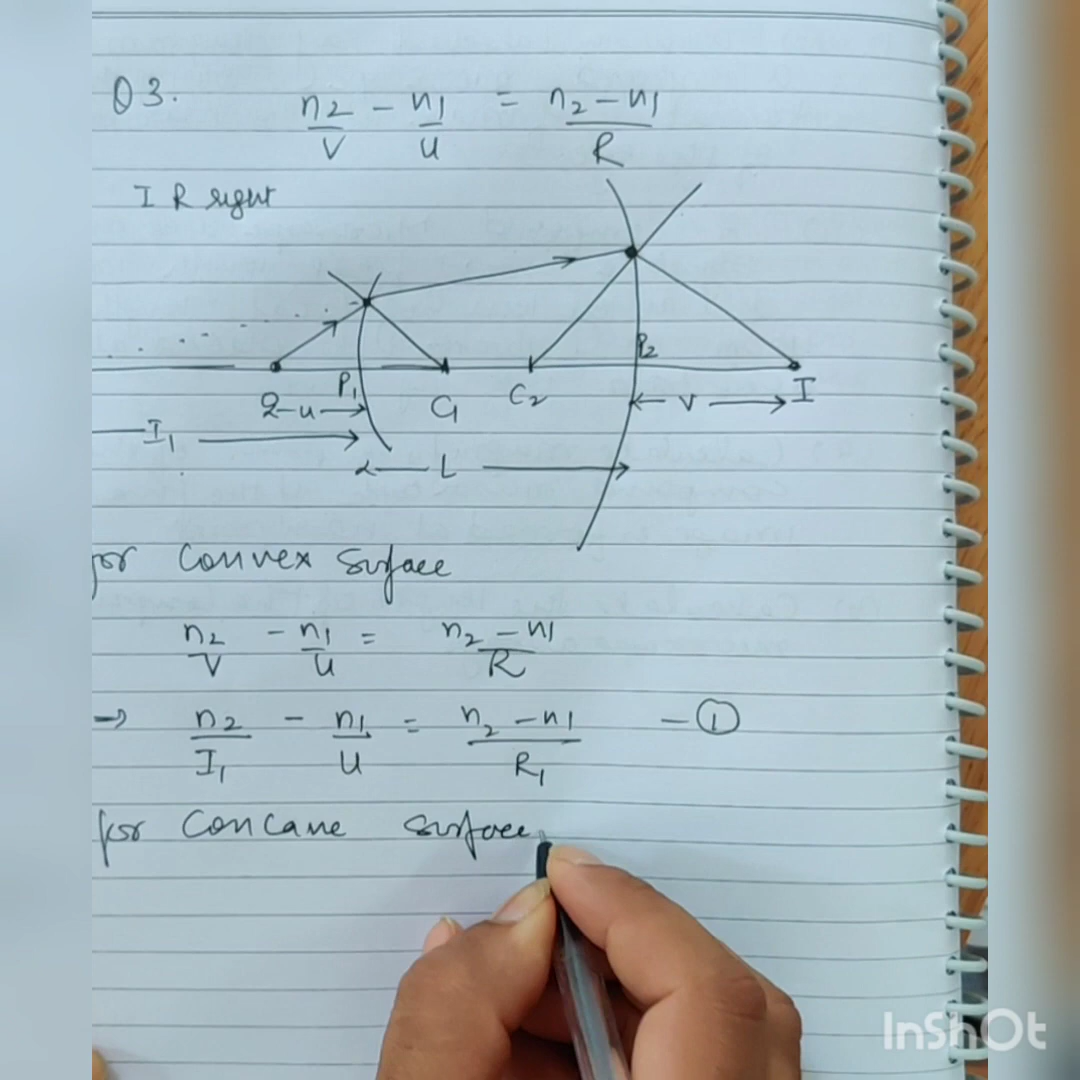 Q3.
n2/V - n1/u = n2-n1/R
I R right
P2
P1
C1
C2
I
-u
v
I1
L
for Convex Surface
n2/V - n1/u = n2-n1/R
⇒ n2/I1 - n1/u = n2-n1/R1 - ①
for Concave Surface
InShOt